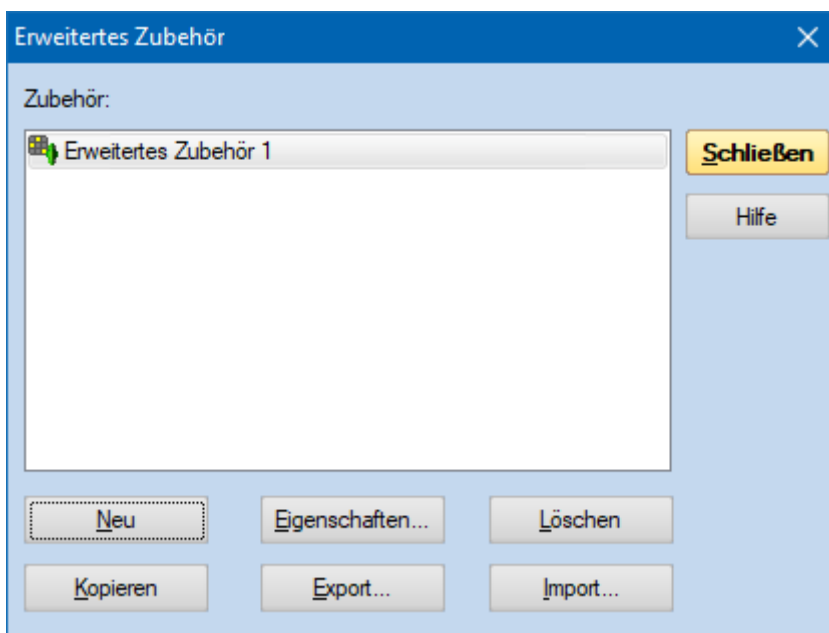 Erweitertes Zubehör
Zubehör:
Erweitertes Zubehör 1
Schließen
Hilfe
Neu
Eigenschaften...
Löschen
Kopieren
Export...
Import...